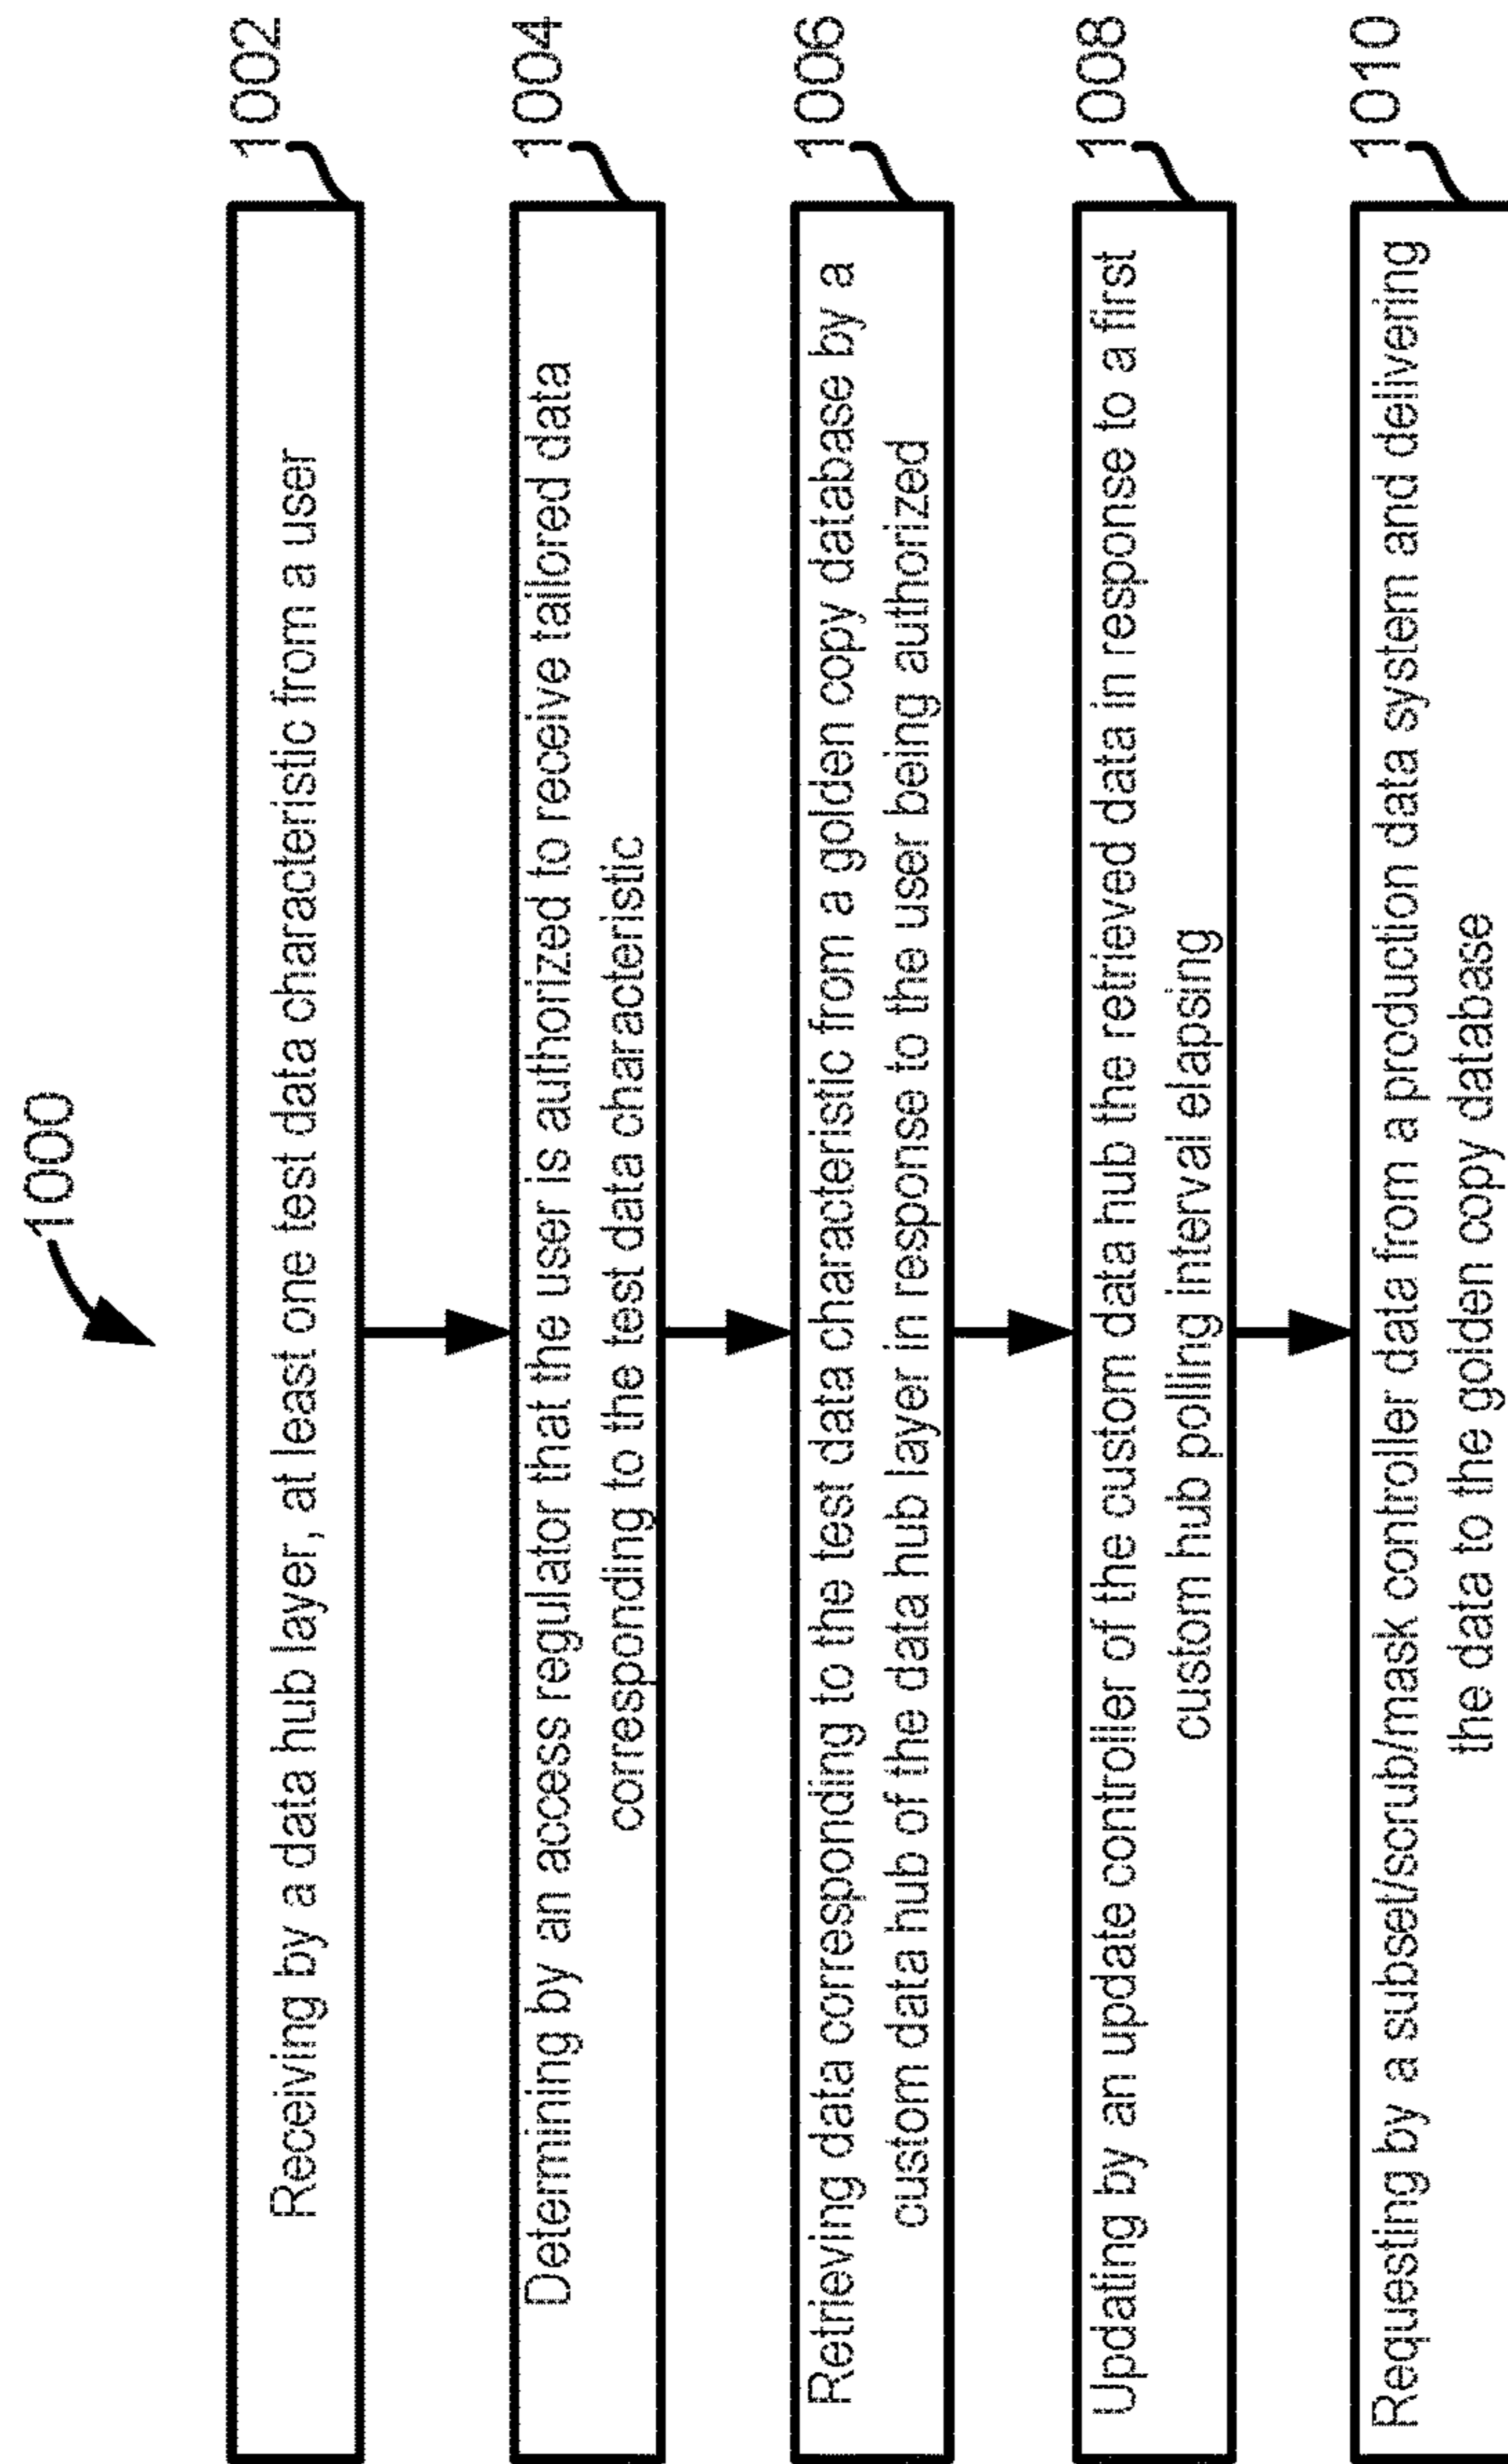 1000
1002
Receiving by a data hub layer, at least one test data characteristic from a user
1004
Determining by an access regulator that the user is authorized to receive tailored data
corresponding to the test data characteristic
1006
Retrieving data corresponding to the test data characteristic from a golden copy database by a
custom data hub of the data hub layer in response to the user being authorized
1008
Updating by an update controller of the custom data hub the retrieved data in response to a first
custom hub polling interval elapsing
1010
Requesting by a subset/scrub/mask controller data from a production data system and delivering
the data to the golden copy database